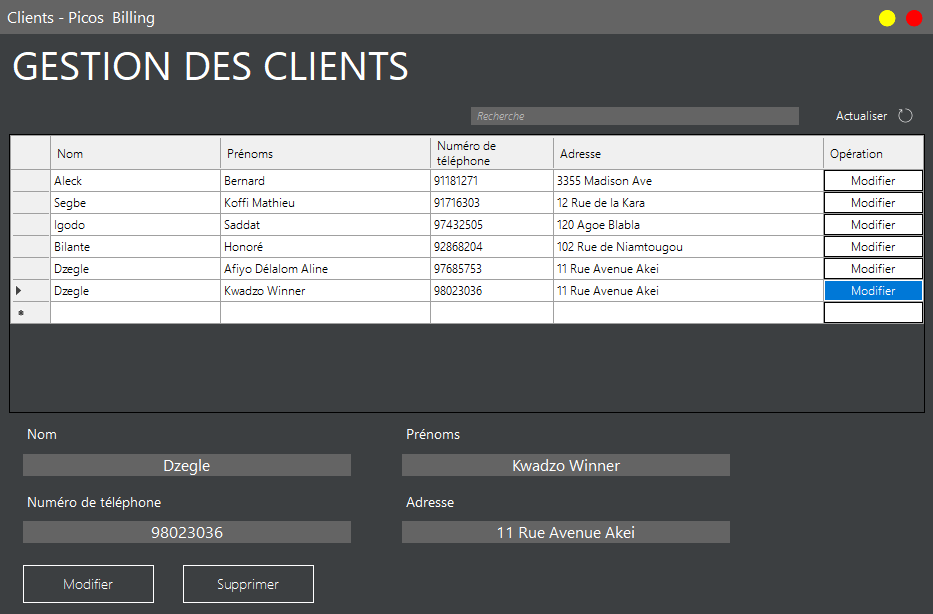 Clients - Picos Billing
GESTION DES CLIENTS
Recherche Actualiser
Nom Prénoms Numéro de téléphone Adresse Opération
Aleck Bernard 91181271 3355 Madison Ave Modifier
Segbe Koffi Mathieu 91716303 12 Rue de la Kara Modifier
Igodo Saddat 97432505 120 Agoe Blabla Modifier
Bilante Honoré 92868204 102 Rue de Niamtougou Modifier
Dzegle Afiyo Délalom Aline 97685753 11 Rue Avenue Akei Modifier
Dzegle Kwadzo Winner 98023036 11 Rue Avenue Akei Modifier
Nom Prénoms
Dzegle Kwadzo Winner
Numéro de téléphone Adresse
98023036 11 Rue Avenue Akei
Modifier Supprimer